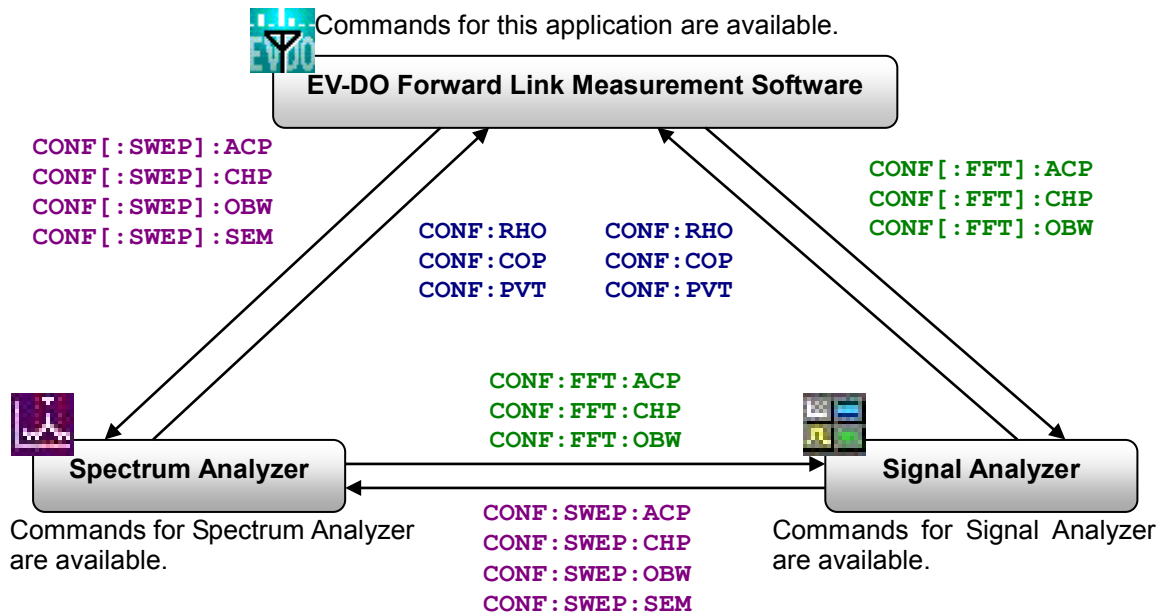 Commands for this application are available.
EV-DO
EV-DO Forward Link Measurement Software
CONF[:SWEP]:ACP
CONF[:SWEP]:CHP
CONF[:SWEP]:OBW
CONF[:SWEP]:SEM
CONF:RHO
CONF:COP
CONF:PVT
CONF:RHO
CONF:COP
CONF:PVT
CONF[:FFT]:ACP
CONF[:FFT]:CHP
CONF[:FFT]:OBW
CONF:FFT:ACP
CONF:FFT:CHP
CONF:FFT:OBW
Spectrum Analyzer
Commands for Spectrum Analyzer
are available.
Signal Analyzer
Commands for Signal Analyzer
are available.
CONF:SWEP:ACP
CONF:SWEP:CHP
CONF:SWEP:OBW
CONF:SWEP:SEM